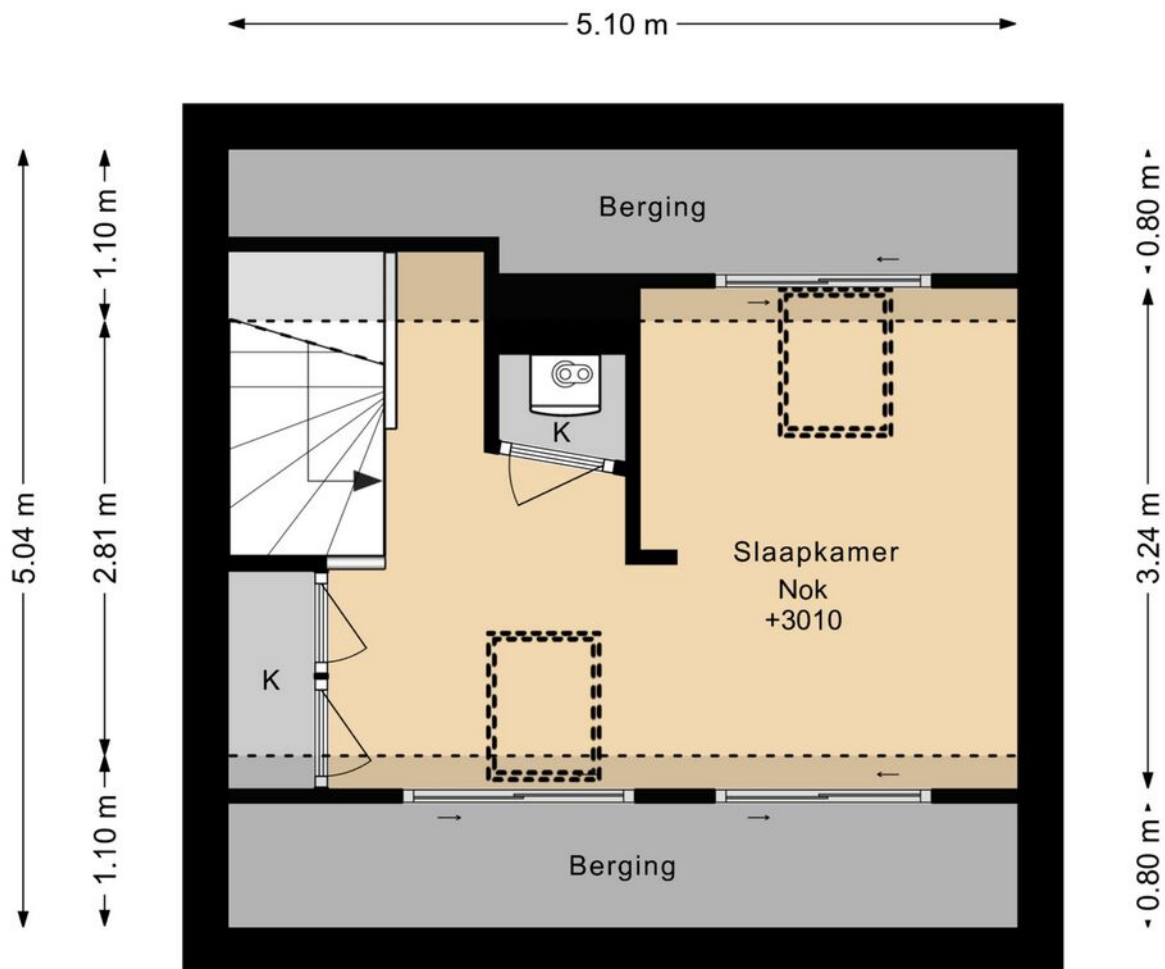 5.10 m
Berging
1.10 m
0.80 m
K
5.04 m
2.81 m
3.24 m
Slaapkamer
Nok
+3010
K
1.10 m
0.80 m
Berging